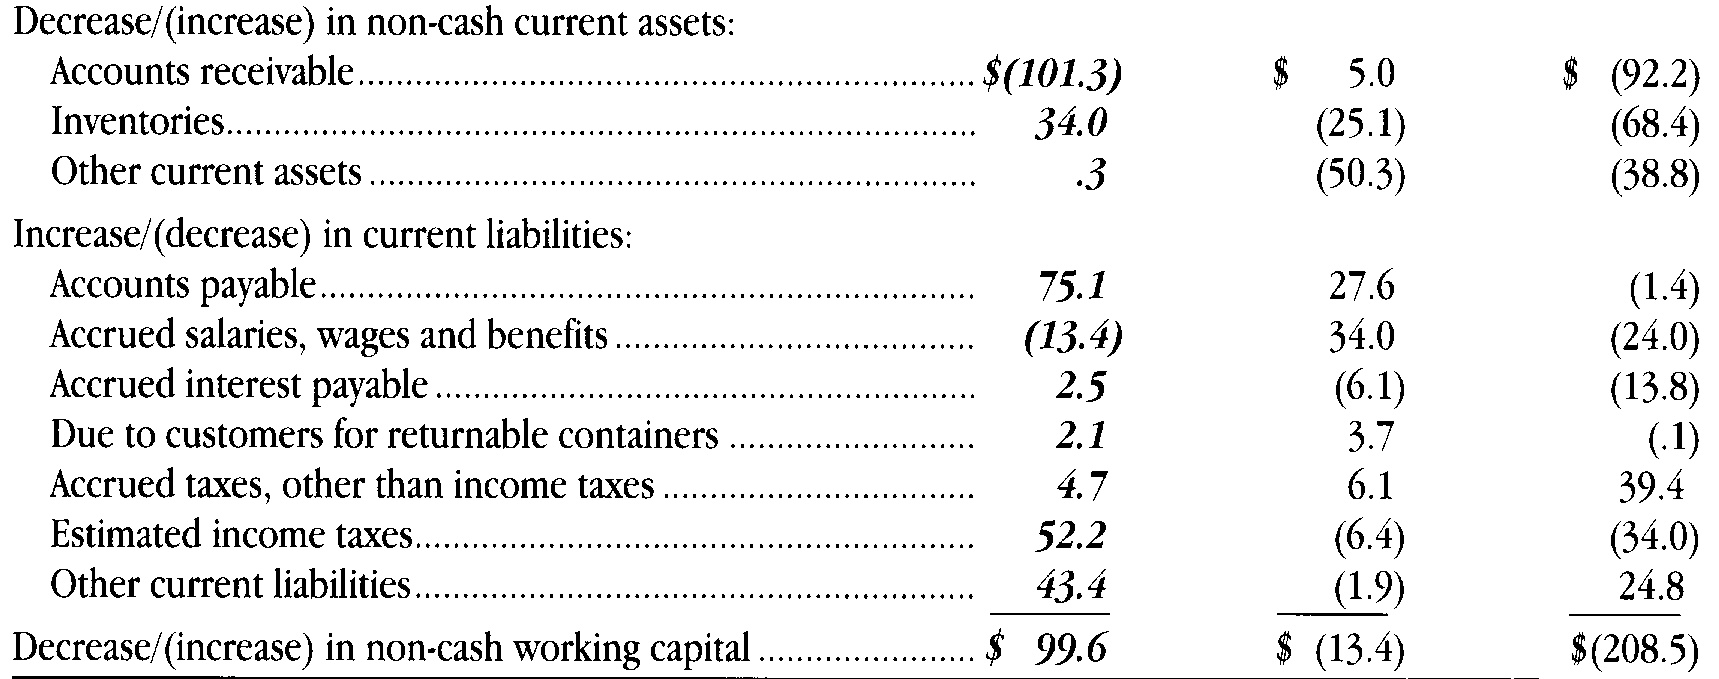 Decrease/(increase) in non-cash current assets:
Accounts receivable........................................................................ $(101.3) $ 5.0 $ (92.2)
Inventories................................................................................ 34.0 (25.1) (68.4)
Other current assets ................................................................. .3 (50.3) (38.8)
Increase/(decrease) in current liabilities:
Accounts payable...................................................................... 75.1 27.6 (1.4)
Accrued salaries, wages and benefits ...................................... (13.4) 34.0 (24.0)
Accrued interest payable .......................................................... 2.5 (6.1) (13.8)
Due to customers for returnable containers .......................... 2.1 3.7 (.1)
Accrued taxes, other than income taxes ................................. 4.7 6.1 39.4
Estimated income taxes............................................................ 52.2 (6.4) (34.0)
Other current liabilities............................................................ 43.4 (1.9) 24.8
Decrease/(increase) in non-cash working capital ....................... $ 99.6 $ (13.4) $(208.5)